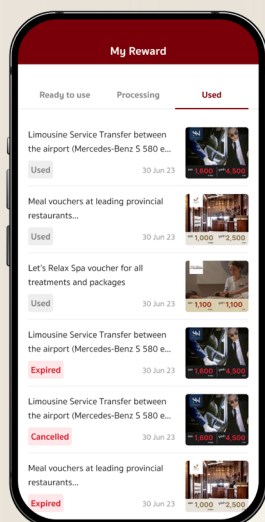 My Reward
Ready to use Processing Used
Limousine Service Transfer between
the airport (Mercedes-Benz S 580 e...
Used 30 Jun 23
1,600 4,500
Meal vouchers at leading provincial
restaurants...
Used 30 Jun 23
1,000 2,500
Let's Relax Spa voucher for all
treatments and packages
Used 30 Jun 23
1,100 1,100
Limousine Service Transfer between
the airport (Mercedes-Benz S 580 e...
Expired 30 Jun 23
1,600 4,500
Limousine Service Transfer between
the airport (Mercedes-Benz S 580 e...
Cancelled 30 Jun 23
1,600 4,500
Meal vouchers at leading provincial
restaurants...
Expired 30 Jun 23
1,000 2,500